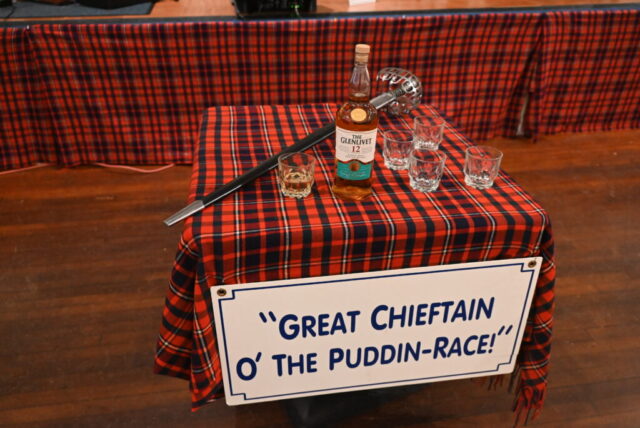 THE
GLENLIVET
12
"GREAT CHIEFTAIN
O' THE PUDDIN-RACE!"